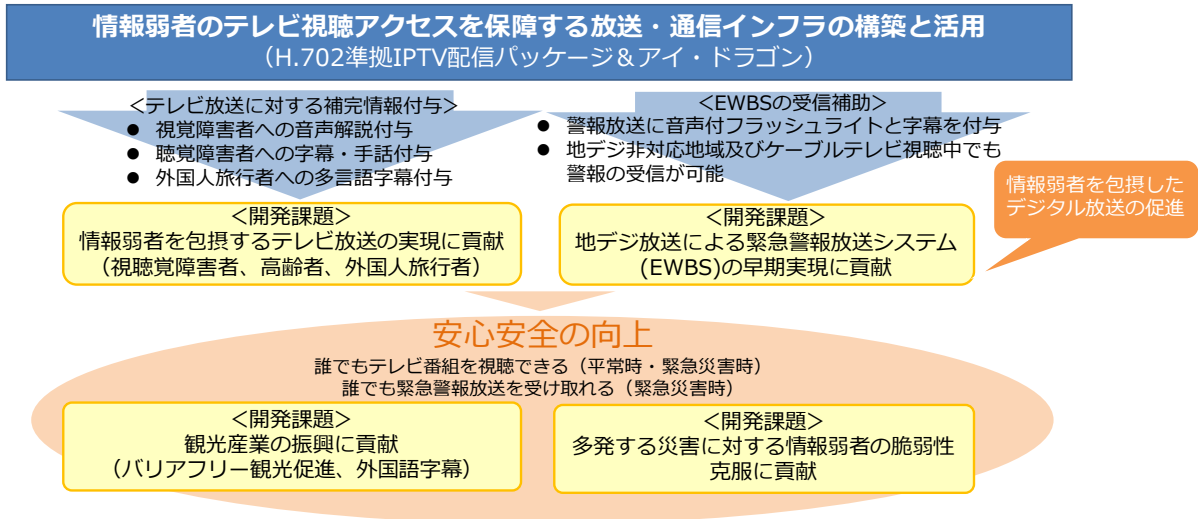 情報弱者のテレビ視聴アクセスを保障する放送・通信インフラの構築と活用
（H.702準拠IPTV配信パッケージ＆アイ・ドラゴン）
＜テレビ放送に対する補完情報付与＞
● 視覚障害者への音声解説付与
● 聴覚障害者への字幕・手話付与
● 外国人旅行者への多言語字幕付与
＜EWBSの受信補助＞
● 警報放送に音声付フラッシュライトと字幕を付与
● 地デジ非対応地域及びケーブルテレビ視聴中でも
警報の受信が可能
情報弱者を包摂した
デジタル放送の促進
＜開発課題＞
情報弱者を包摂するテレビ放送の実現に貢献
（視聴覚障害者、高齢者、外国人旅行者）
＜開発課題＞
地デジ放送による緊急警報放送システム
(EWBS)の早期実現に貢献
安心安全の向上
誰でもテレビ番組を視聴できる（平常時・緊急災害時）
誰でも緊急警報放送を受け取れる（緊急災害時）
＜開発課題＞
観光産業の振興に貢献
(バリアフリー観光促進、外国語字幕）
＜開発課題＞
多発する災害に対する情報弱者の脆弱性
克服に貢献